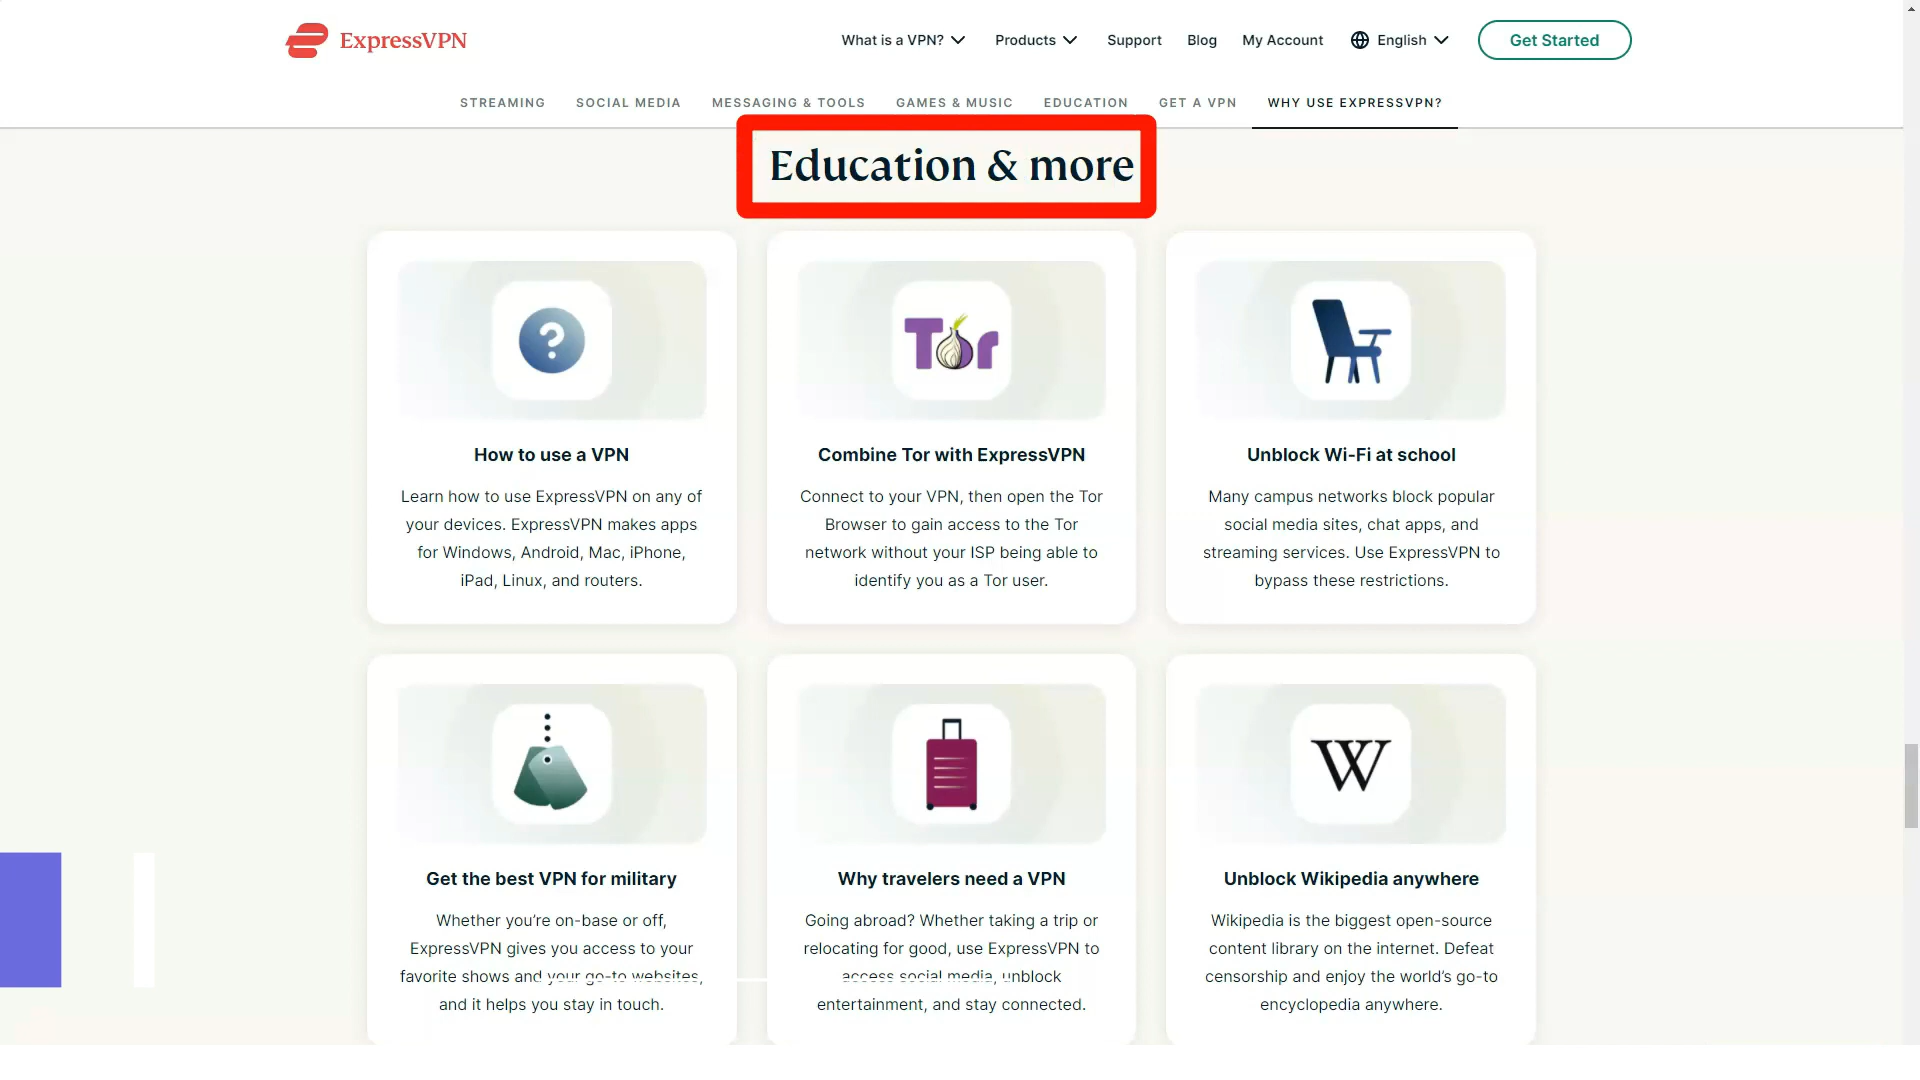 ExpressVPN
What is a VPN? Products Support Blog My Account English Get Started
STREAMING SOCIAL MEDIA MESSAGING & TOOLS GAMES & MUSIC EDUCATION GET A VPN WHY USE EXPRESSVPN?
Education & more
?
Tor
How to use a VPN
Learn how to use ExpressVPN on any of
your devices. ExpressVPN makes apps
for Windows, Android, Mac, iPhone,
iPad, Linux, and routers.
Combine Tor with ExpressVPN
Connect to your VPN, then open the Tor
Browser to gain access to the Tor
network without your ISP being able to
identify you as a Tor user.
Unblock Wi-Fi at school
Many campus networks block popular
social media sites, chat apps, and
streaming services. Use ExpressVPN to
bypass these restrictions.
W
Get the best VPN for military
Whether you’re on-base or off,
ExpressVPN gives you access to your
favorite shows and your go-to websites,
and it helps you stay in touch.
Why travelers need a VPN
Going abroad? Whether taking a trip or
relocating for good, use ExpressVPN to
access social media, unblock
entertainment, and stay connected.
Unblock Wikipedia anywhere
Wikipedia is the biggest open-source
content library on the internet. Defeat
censorship and enjoy the world’s go-to
encyclopedia anywhere.